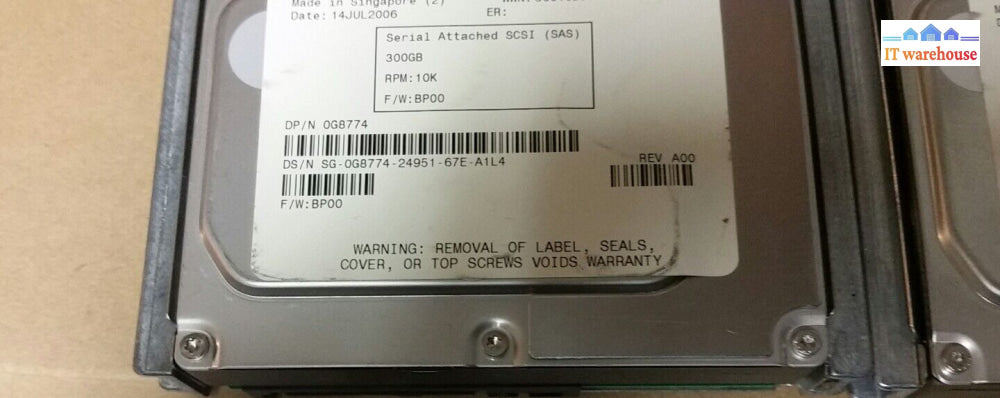 Made in Singapore (2)
Date: 14JUL2006 ER:
Serial Attached SCSI (SAS)
300GB
RPM:10K
F/W:BP00
DP/N 0G8774
DS/N SG-0G8774-24951-67E-A1L4
REV A00
F/W:BP00
WARNING: REMOVAL OF LABEL, SEALS,
COVER, OR TOP SCREWS VOIDS WARRANTY
IT warehouse